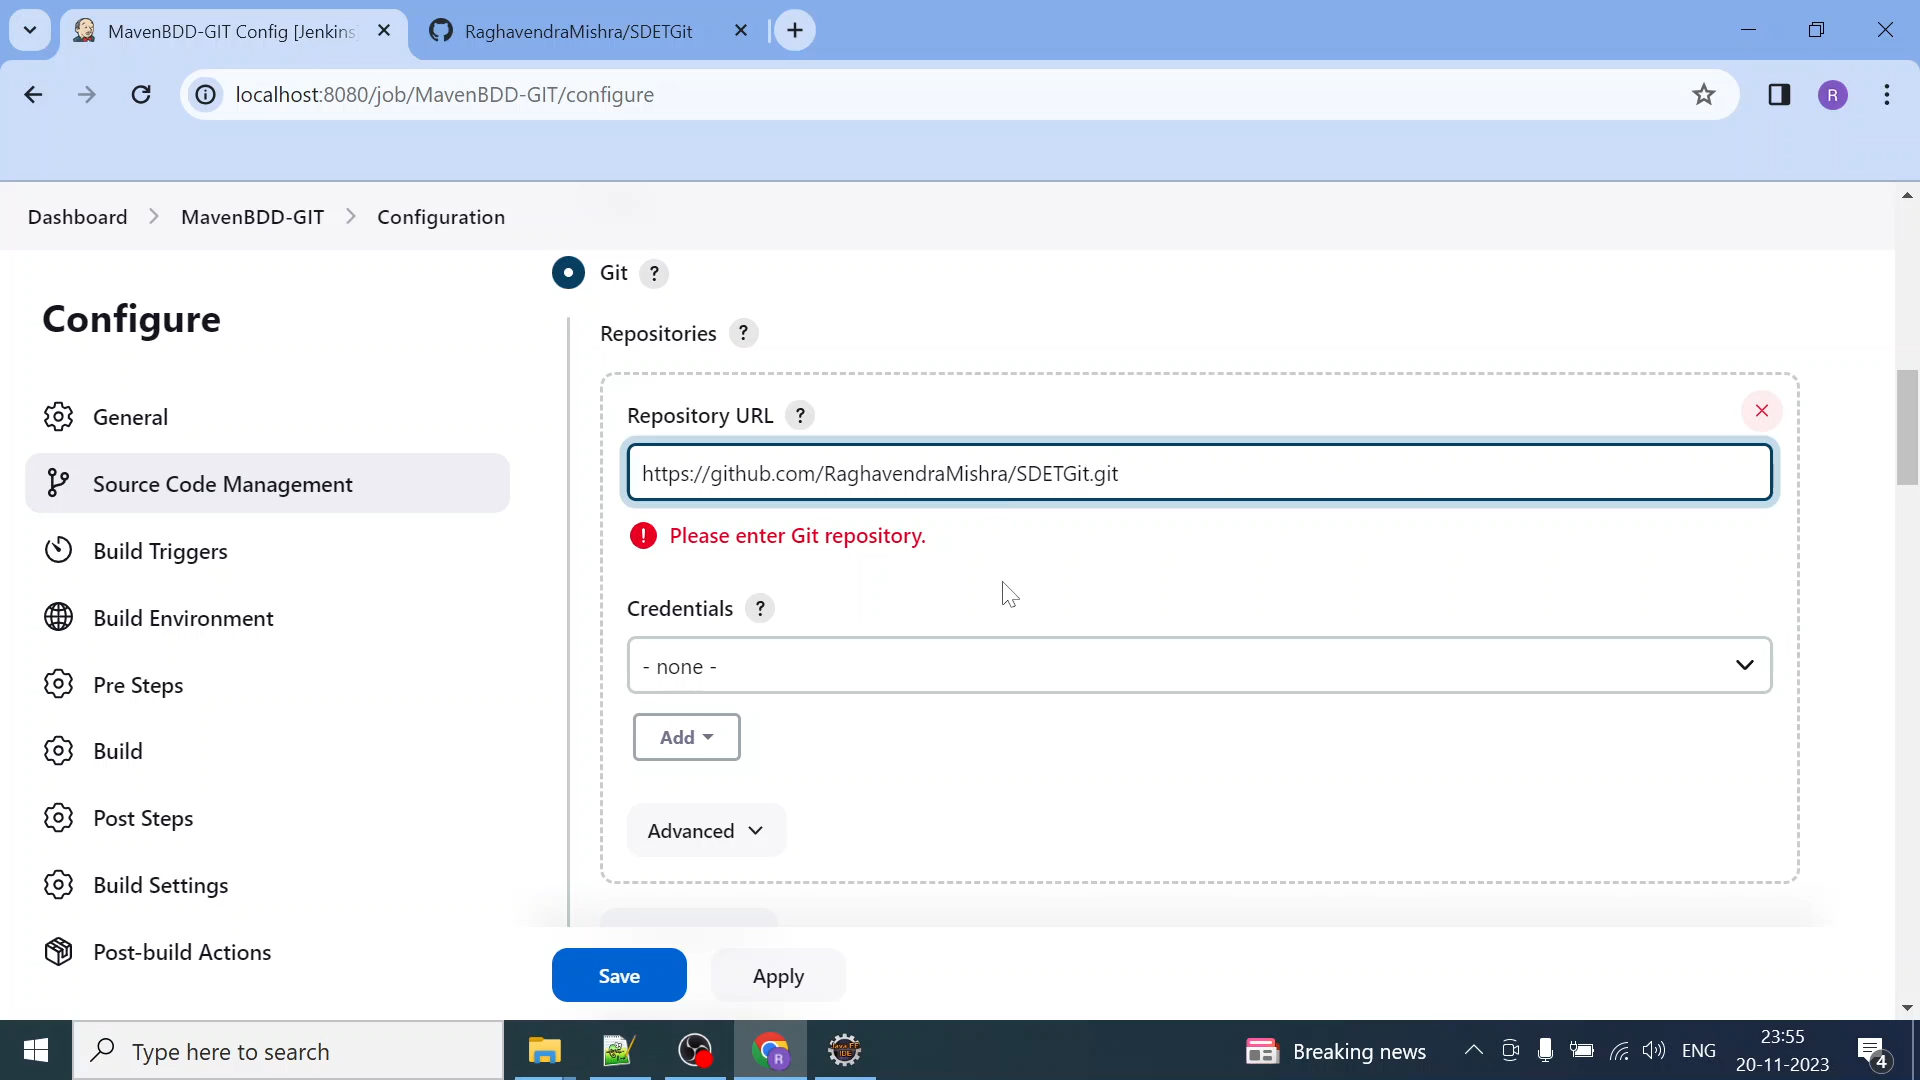 MavenBDD-GIT Config [Jenkins]
RaghavendraMishra/SDETGit
localhost:8080/job/MavenBDD-GIT/configure
R
Dashboard
MavenBDD-GIT
Configuration
Configure
General
Source Code Management
Build Triggers
Build Environment
Pre Steps
Build
Post Steps
Build Settings
Post-build Actions
Git ?
Repositories ?
Repository URL ?
https://github.com/RaghavendraMishra/SDETGit.git
Please enter Git repository.
Credentials ?
- none -
Add
Advanced
Save
Apply
Type here to search
Breaking news
ENG
23:55
20-11-2023
4